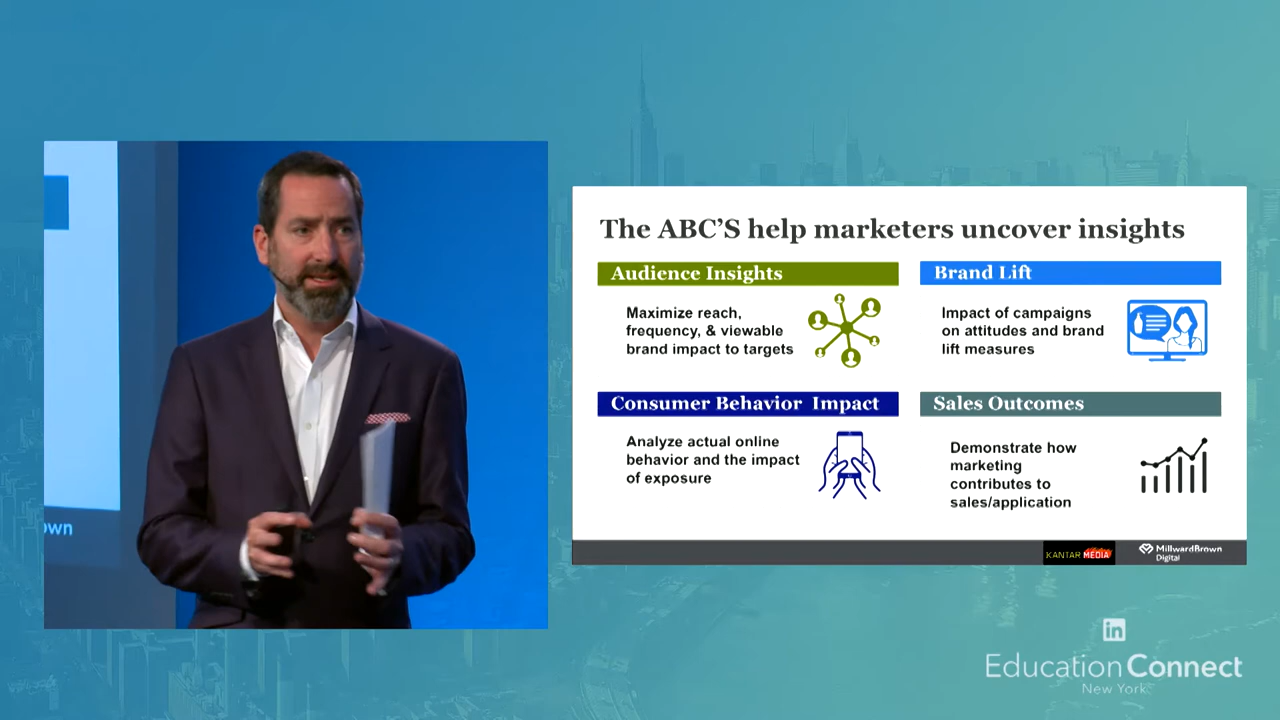 The ABC'S help marketers uncover insights
Audience Insights
Maximize reach,
frequency, & viewable
brand impact to targets
Brand Lift
Impact of campaigns
on attitudes and brand
lift measures
Consumer Behavior Impact
Analyze actual online
behavior and the impact
of exposure
Sales Outcomes
Demonstrate how
marketing
contributes to
sales/application
own
KANTAR MEDIA
MillwardBrown
Digital
in
Education Connect
New York